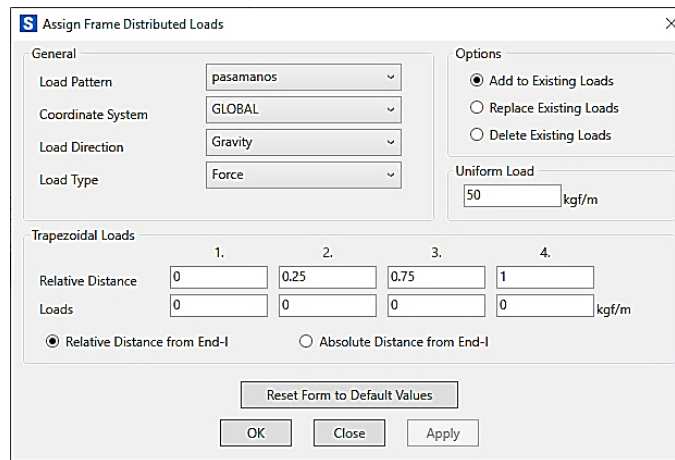 S Assign Frame Distributed Loads
General
Load Pattern pasamanos
Coordinate System GLOBAL
Load Direction Gravity
Load Type Force
Options
Add to Existing Loads
Replace Existing Loads
Delete Existing Loads
Uniform Load
50 kgf/m
Trapezoidal Loads
1. 2. 3. 4.
Relative Distance 0 0.25 0.75 1
Loads 0 0 0 0 kgf/m
Relative Distance from End-I Absolute Distance from End-I
Reset Form to Default Values
OK Close Apply